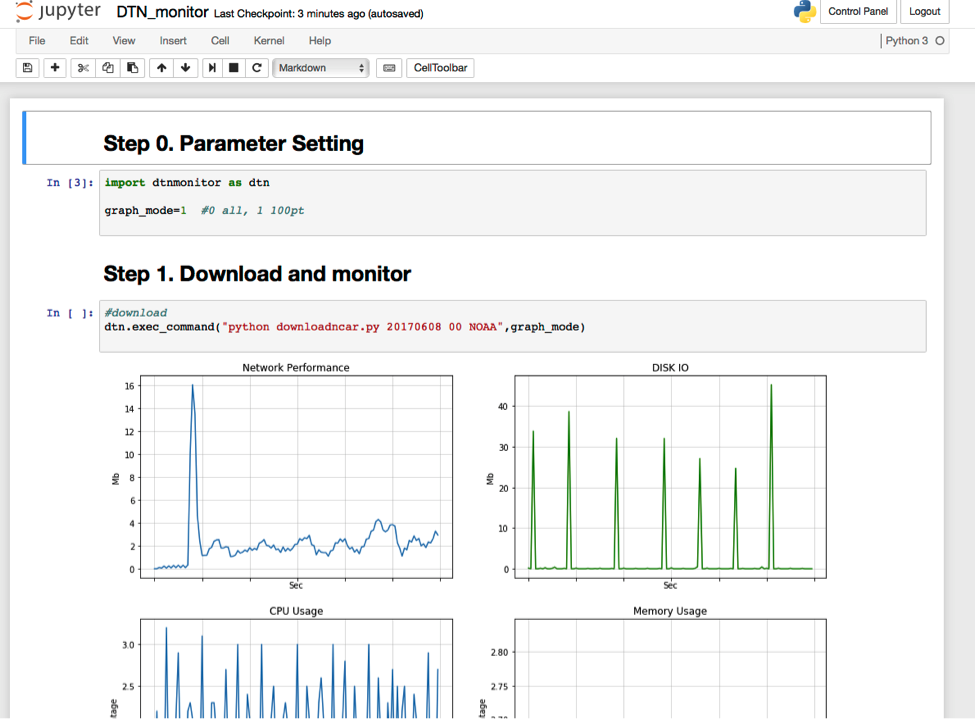 jupyter DTN_monitor Last Checkpoint: 3 minutes ago (autosaved) Control Panel Logout
File Edit View Insert Cell Kernel Help Python 3
Markdown CellToolbar
Step 0. Parameter Setting
In [3]: import dtnmonitor as dtn
graph_mode=1 #0 all, 1 100pt
Step 1. Download and monitor
In [ ]: #download
dtn.exec_command("python downloadncar.py 20170608 00 NOAA",graph_mode)
Network Performance
16
14
12
10
8
6
4
2
0
Mb
Sec
DISK IO
40
30
20
10
0
Mb
Sec
CPU Usage
3.0
2.5
Memory Usage
2.80
2.75